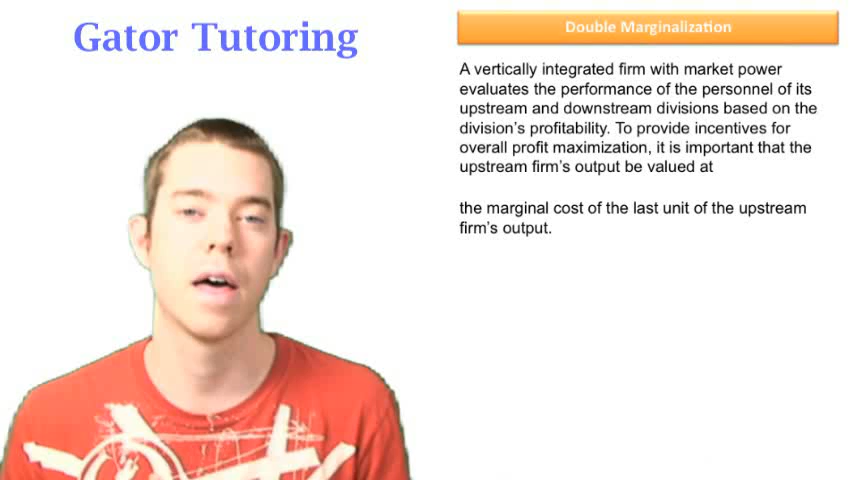 Gator Tutoring
Double Marginalization
A vertically integrated firm with market power
evaluates the performance of the personnel of its
upstream and downstream divisions based on the
division's profitability. To provide incentives for
overall profit maximization, it is important that the
upstream firm's output be valued at
the marginal cost of the last unit of the upstream
firm's output.